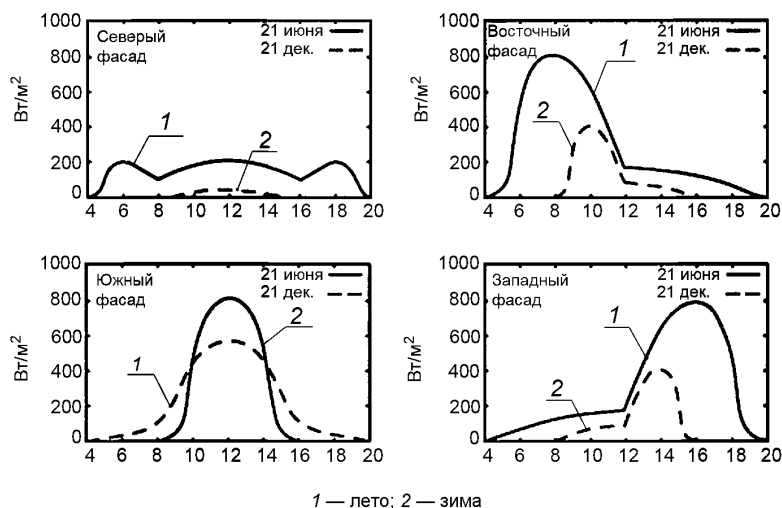 1000
800
600
400
200
0
Вт/м²
Северый
фасад
21 июня
21 дек.
1
2
4 6 8 10 12 14 16 18 20
1000
800
600
400
200
0
Вт/м²
Восточный
фасад
21 июня
21 дек.
1
2
4 6 8 10 12 14 16 18 20
1000
800
600
400
200
0
Вт/м²
Южный
фасад
21 июня
21 дек.
1
2
4 6 8 10 12 14 16 18 20
1000
800
600
400
200
0
Вт/м²
Западный
фасад
21 июня
21 дек.
1
2
4 6 8 10 12 14 16 18 20
1 — лето; 2 — зима